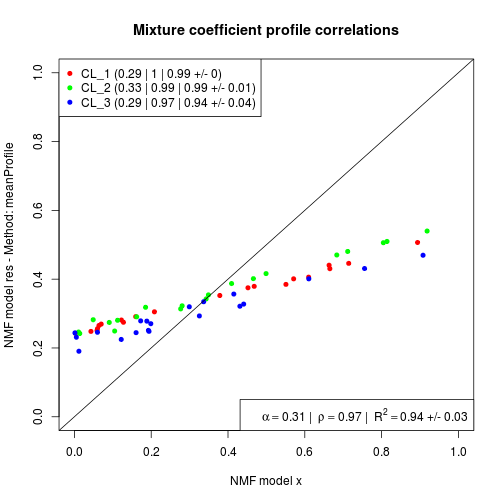 Mixture coefficient profile correlations
NMF model res - Method: meanProfile
1.0
0.8
0.6
0.4
0.2
0.0
CL_1 (0.29 | 1 | 0.99 +/- 0)
CL_2 (0.33 | 0.99 | 0.99 +/- 0.01)
CL_3 (0.29 | 0.97 | 0.94 +/- 0.04)
α = 0.31 | ρ = 0.97 | R² = 0.94 +/- 0.03
0.0 0.2 0.4 0.6 0.8 1.0
NMF model x